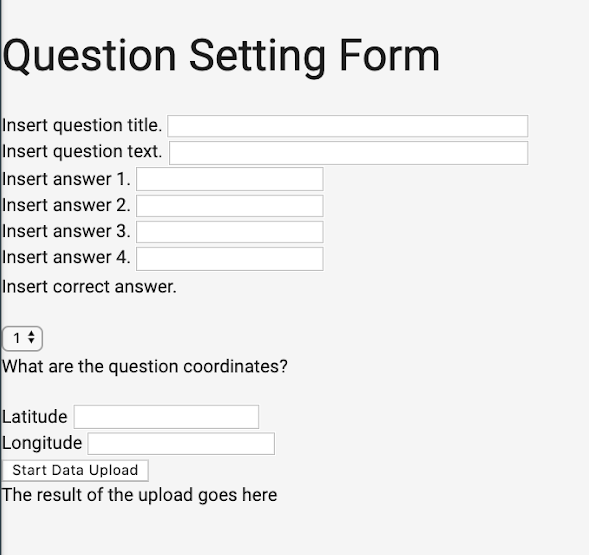 Question Setting Form
Insert question title.
Insert question text.
Insert answer 1.
Insert answer 2.
Insert answer 3.
Insert answer 4.
Insert correct answer.
1
What are the question coordinates?
Latitude
Longitude
Start Data Upload
The result of the upload goes here